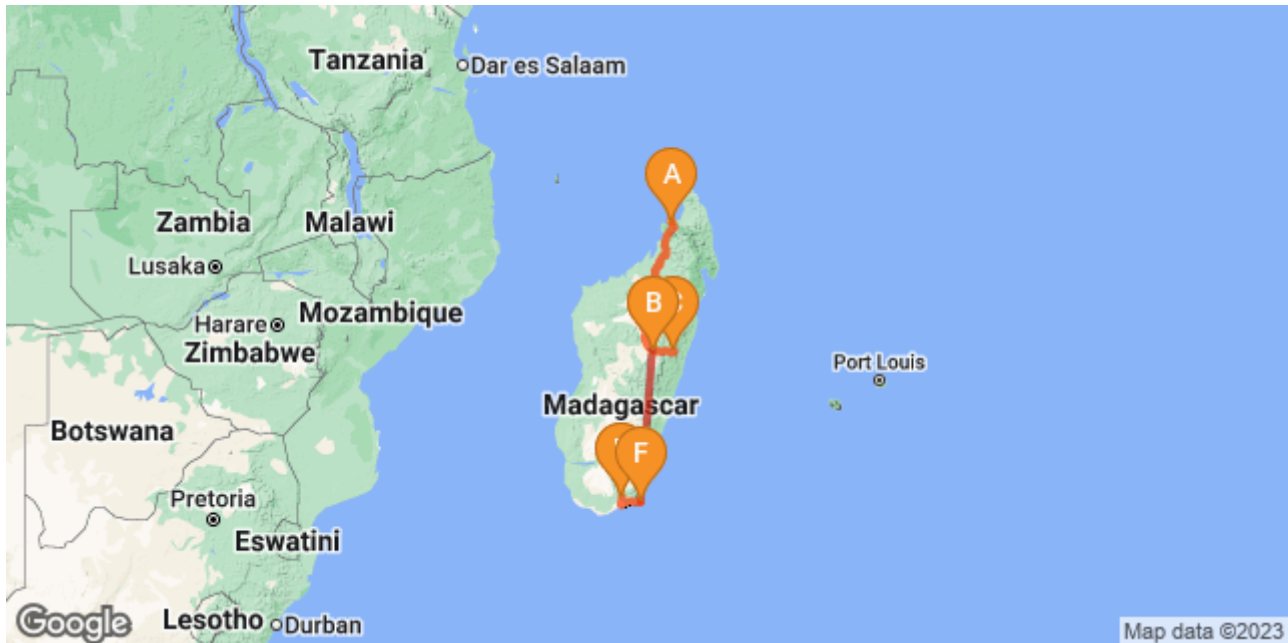 Tanzania
Dar es Salaam
A
Zambia
Malawi
Lusaka
B
C
Mozambique
Harare
Zimbabwe
Port Louis
Madagascar
Botswana
F
Pretoria
Eswatini
Lesotho
Durban
Google
Map data ©2023